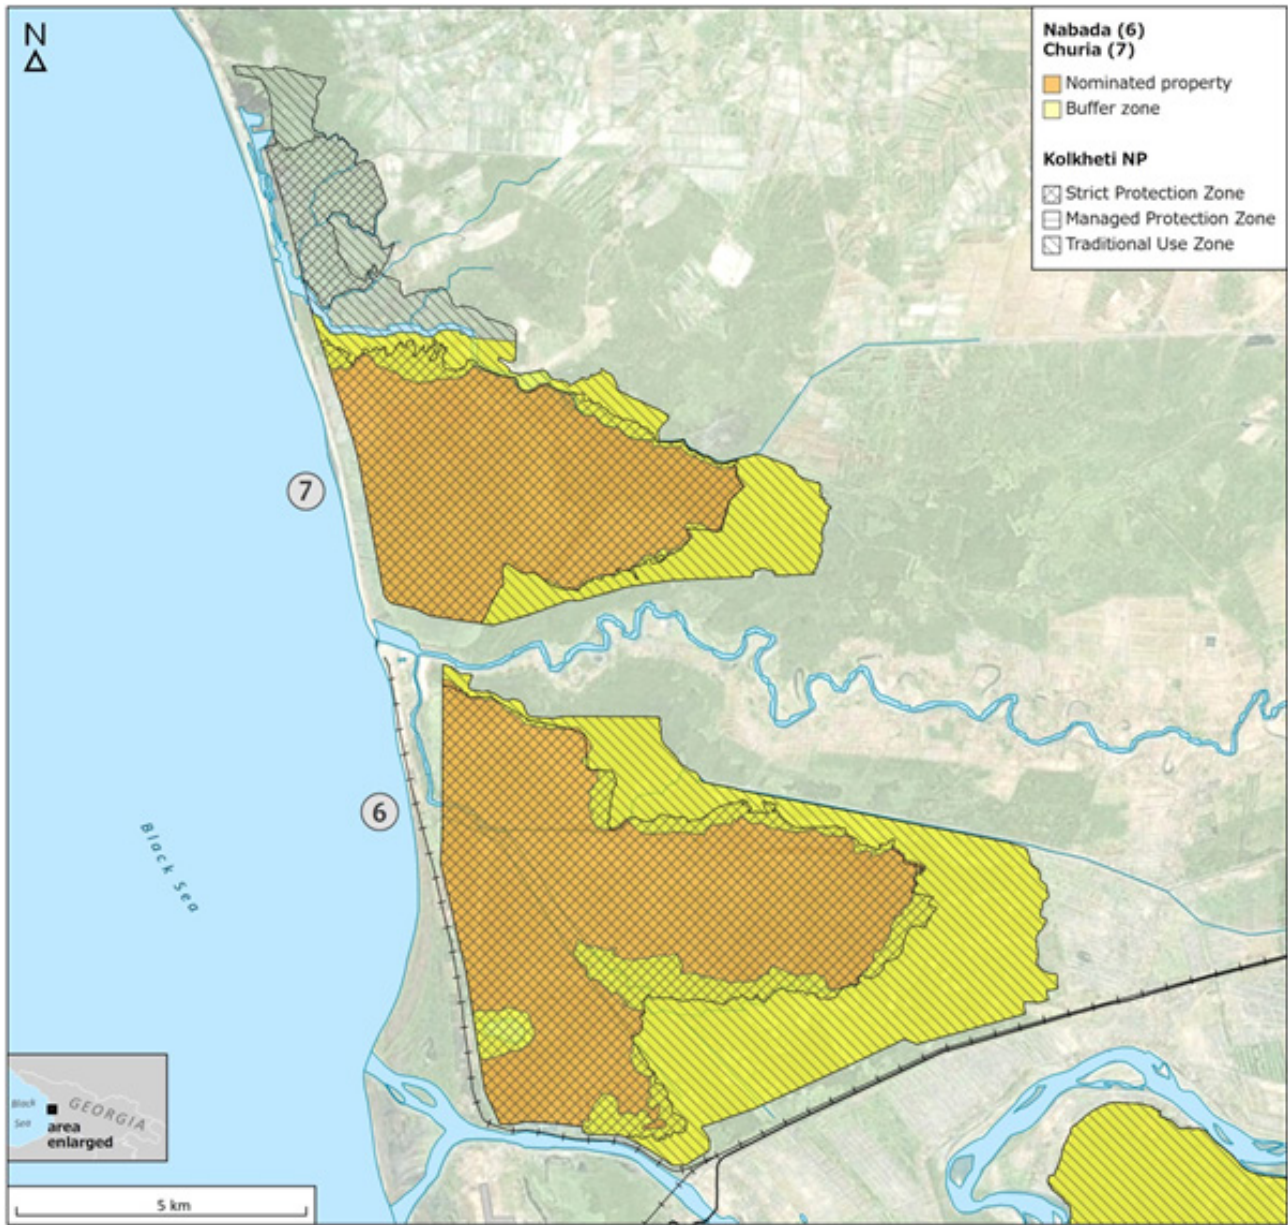 N
Nabada (6)
Churia (7)
Nominated property
Buffer zone
Kolkheti NP
Strict Protection Zone
Managed Protection Zone
Traditional Use Zone
7
6
Black Sea
Black
Sea
GEORGIA
area
enlarged
5 km